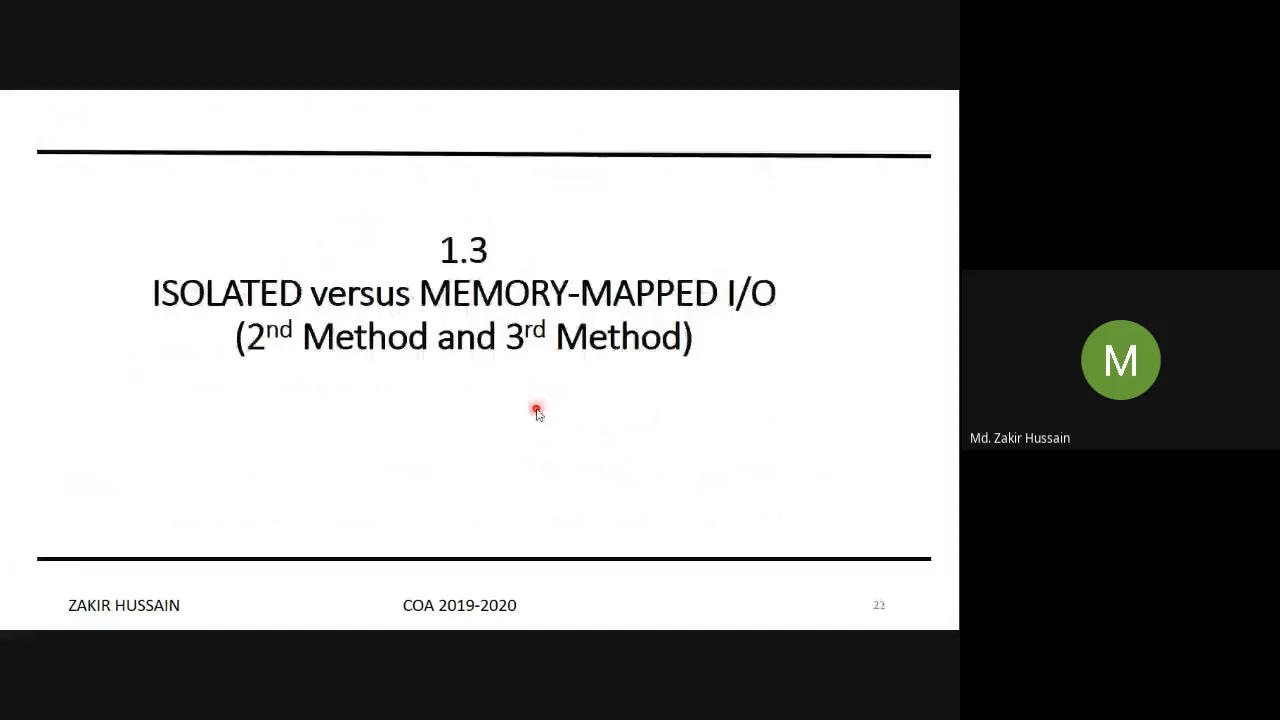 1.3
ISOLATED versus MEMORY-MAPPED I/O
(2nd Method and 3rd Method)
ZAKIR HUSSAIN
COA 2019-2020
22
M
Md. Zakir Hussain